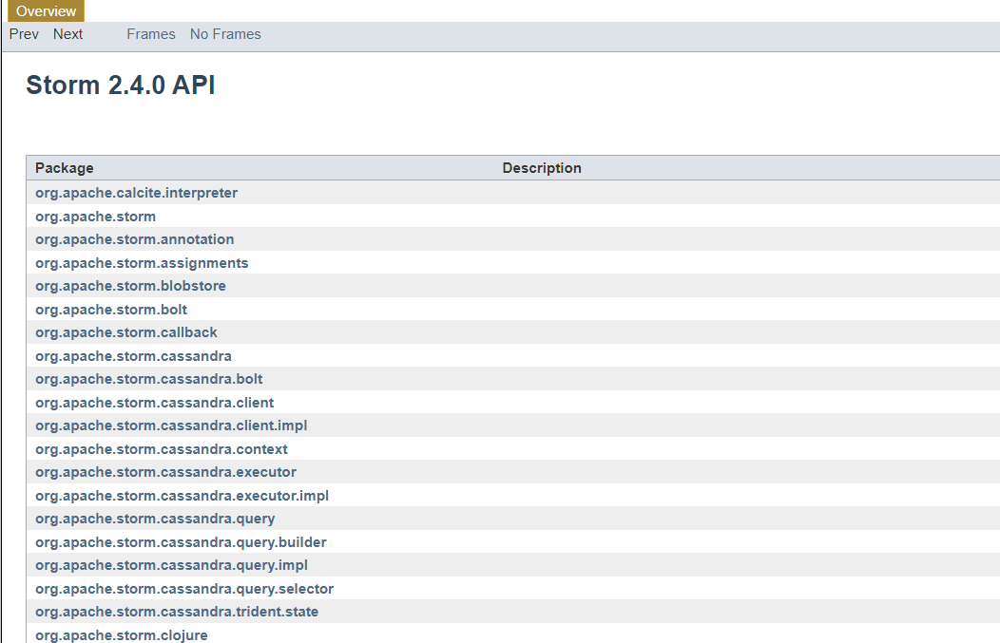 Overview
Prev Next Frames No Frames
Storm 2.4.0 API
Package Description
org.apache.calcite.interpreter
org.apache.storm
org.apache.storm.annotation
org.apache.storm.assignments
org.apache.storm.blobstore
org.apache.storm.bolt
org.apache.storm.callback
org.apache.storm.cassandra
org.apache.storm.cassandra.bolt
org.apache.storm.cassandra.client
org.apache.storm.cassandra.client.impl
org.apache.storm.cassandra.context
org.apache.storm.cassandra.executor
org.apache.storm.cassandra.executor.impl
org.apache.storm.cassandra.query
org.apache.storm.cassandra.query.builder
org.apache.storm.cassandra.query.impl
org.apache.storm.cassandra.query.selector
org.apache.storm.cassandra.trident.state
org.apache.storm.clojure